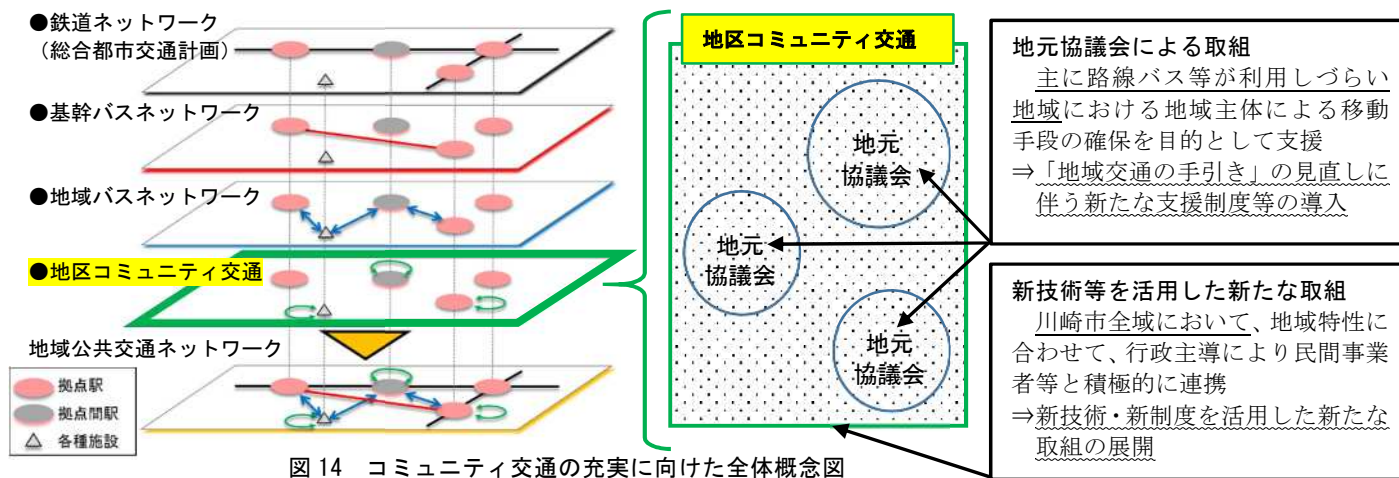 ●鉄道ネットワーク
（総合都市交通計画）
●基幹バスネットワーク
●地域バスネットワーク
●地区コミュニティ交通
地域公共交通ネットワーク
拠点駅
拠点間駅
各種施設
地区コミュニティ交通
地元
協議会
地元
協議会
地元
協議会
地元協議会による取組
主に路線バス等が利用しづらい
地域における地域主体による移動
手段の確保を目的として支援
⇒「地域交通の手引き」の見直しに
伴う新たな支援制度等の導入
新技術等を活用した新たな取組
川崎市全域において、地域特性に
合わせて、行政主導により民間事業
者等と積極的に連携
⇒新技術・新制度を活用した新たな
取組の展開
図 14　コミュニティ交通の充実に向けた全体概念図